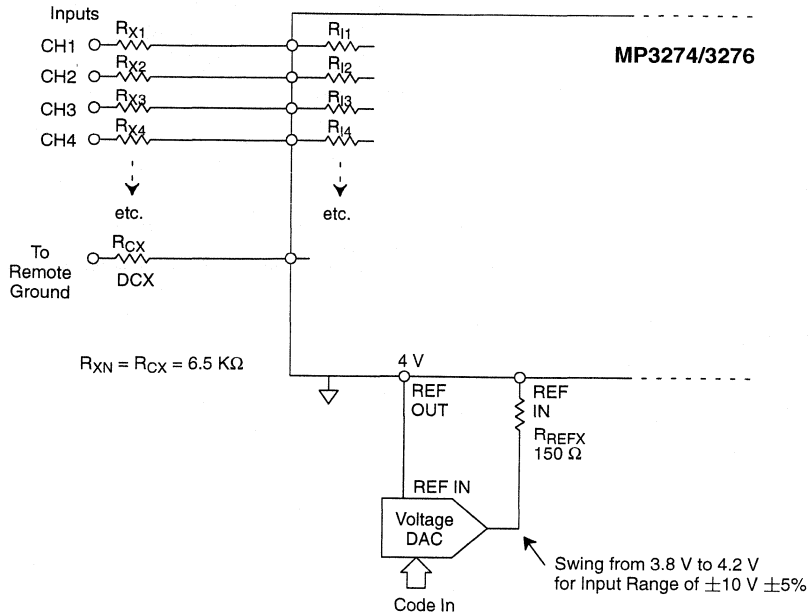 Inputs
MP3274/3276
CH1 RX1 RI1
CH2 RX2 RI2
CH3 RX3 RI3
CH4 RX4 RI4
etc. etc.
To
Remote
Ground
RCX
DCX
RXN = RCX = 6.5 KΩ
4 V
REF
OUT
REF
IN
RREFX
150 Ω
REF IN
Voltage
DAC
Code In
Swing from 3.8 V to 4.2 V
for Input Range of ±10 V ±5%